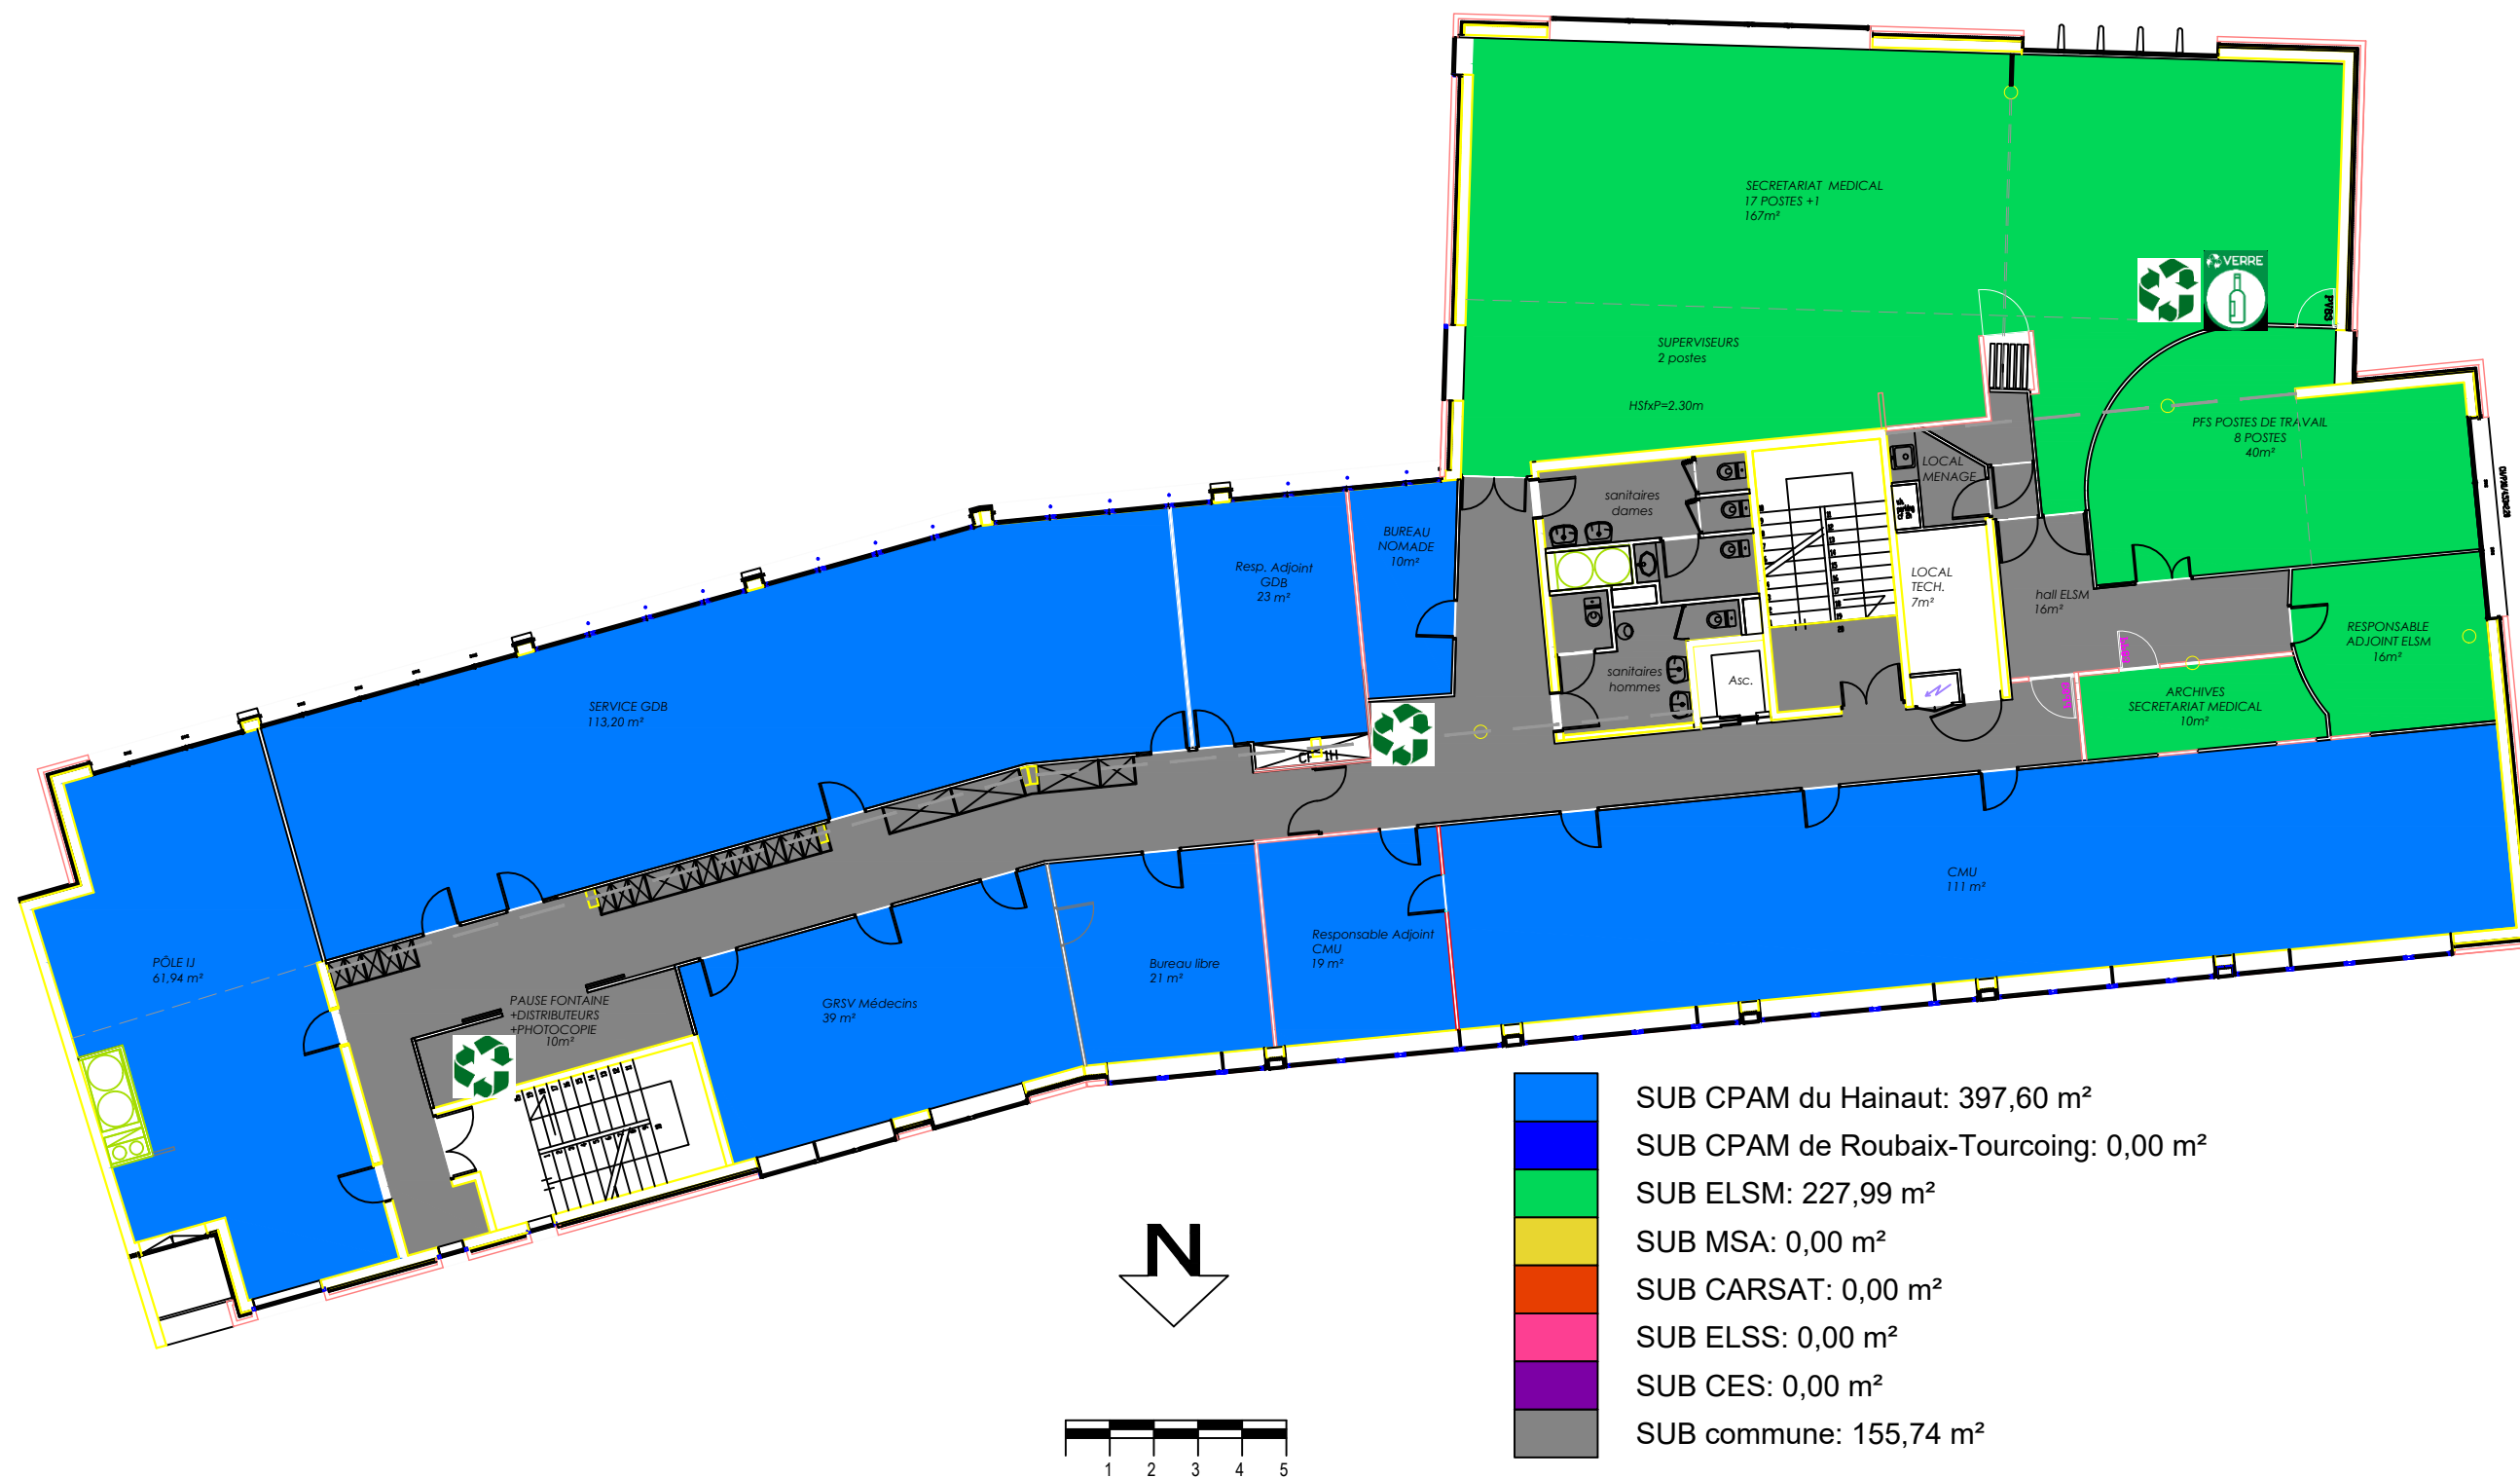 SECRETARIAT MEDICAL
17 POSTES +1
167m²
VERRE
SUPERVISEURS
2 postes
HSfxP=2.30m
PFS POSTES DE TRAVAIL
8 POSTES
40m²
LOCAL
MENAGE
sanitaires
dames
BUREAU
NOMADE
10m²
Resp. Adjoint
GDB
23 m²
LOCAL
TECH.
7m²
hall ELSM
16m²
RESPONSABLE
ADJOINT ELSM
16m²
sanitaires
hommes
Asc.
ARCHIVES
SECRETARIAT MEDICAL
10m²
SERVICE GDB
113,20 m²
CMU
111 m²
Responsable Adjoint
CMU
19 m²
Bureau libre
21 m²
PÔLE IJ
61,94 m²
GRSV Médecins
39 m²
PAUSE FONTAINE
+DISTRIBUTEURS
+PHOTOCOPIE
10m²
N
1 2 3 4 5
SUB CPAM du Hainaut: 397,60 m²
SUB CPAM de Roubaix-Tourcoing: 0,00 m²
SUB ELSM: 227,99 m²
SUB MSA: 0,00 m²
SUB CARSAT: 0,00 m²
SUB ELSS: 0,00 m²
SUB CES: 0,00 m²
SUB commune: 155,74 m²